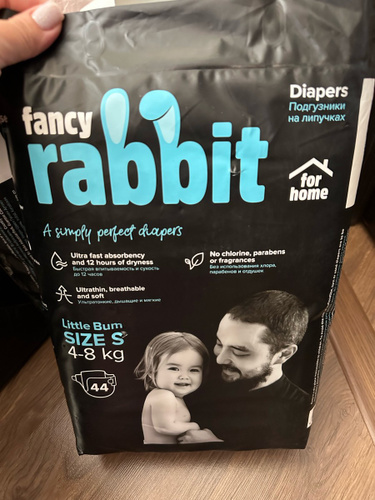 Diapers
Подгузники
на липучках
fancy
rabbit
for
home
A simply perfect diapers
Ultra fast absorbency
and 12 hours of dryness
Быстрая впитываемость и сухость
до 12 часов
No chlorine, parabens
or fragrances
Без использования хлора,
парабенов и отдушек
Ultrathin, breathable
and soft
Ультратонкие, дышащие и мягкие
Little Bum
SIZE S
4-8 kg
44